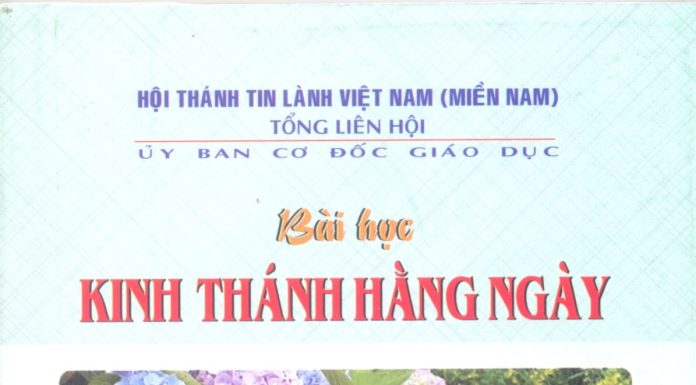 HỘI THÁNH TIN LÀNH VIỆT NAM (MIỀN NAM)
TỔNG LIÊN HỘI
ỦY BAN CƠ ĐỐC GIÁO DỤC
Bài học
KINH THÁNH HẰNG NGÀY